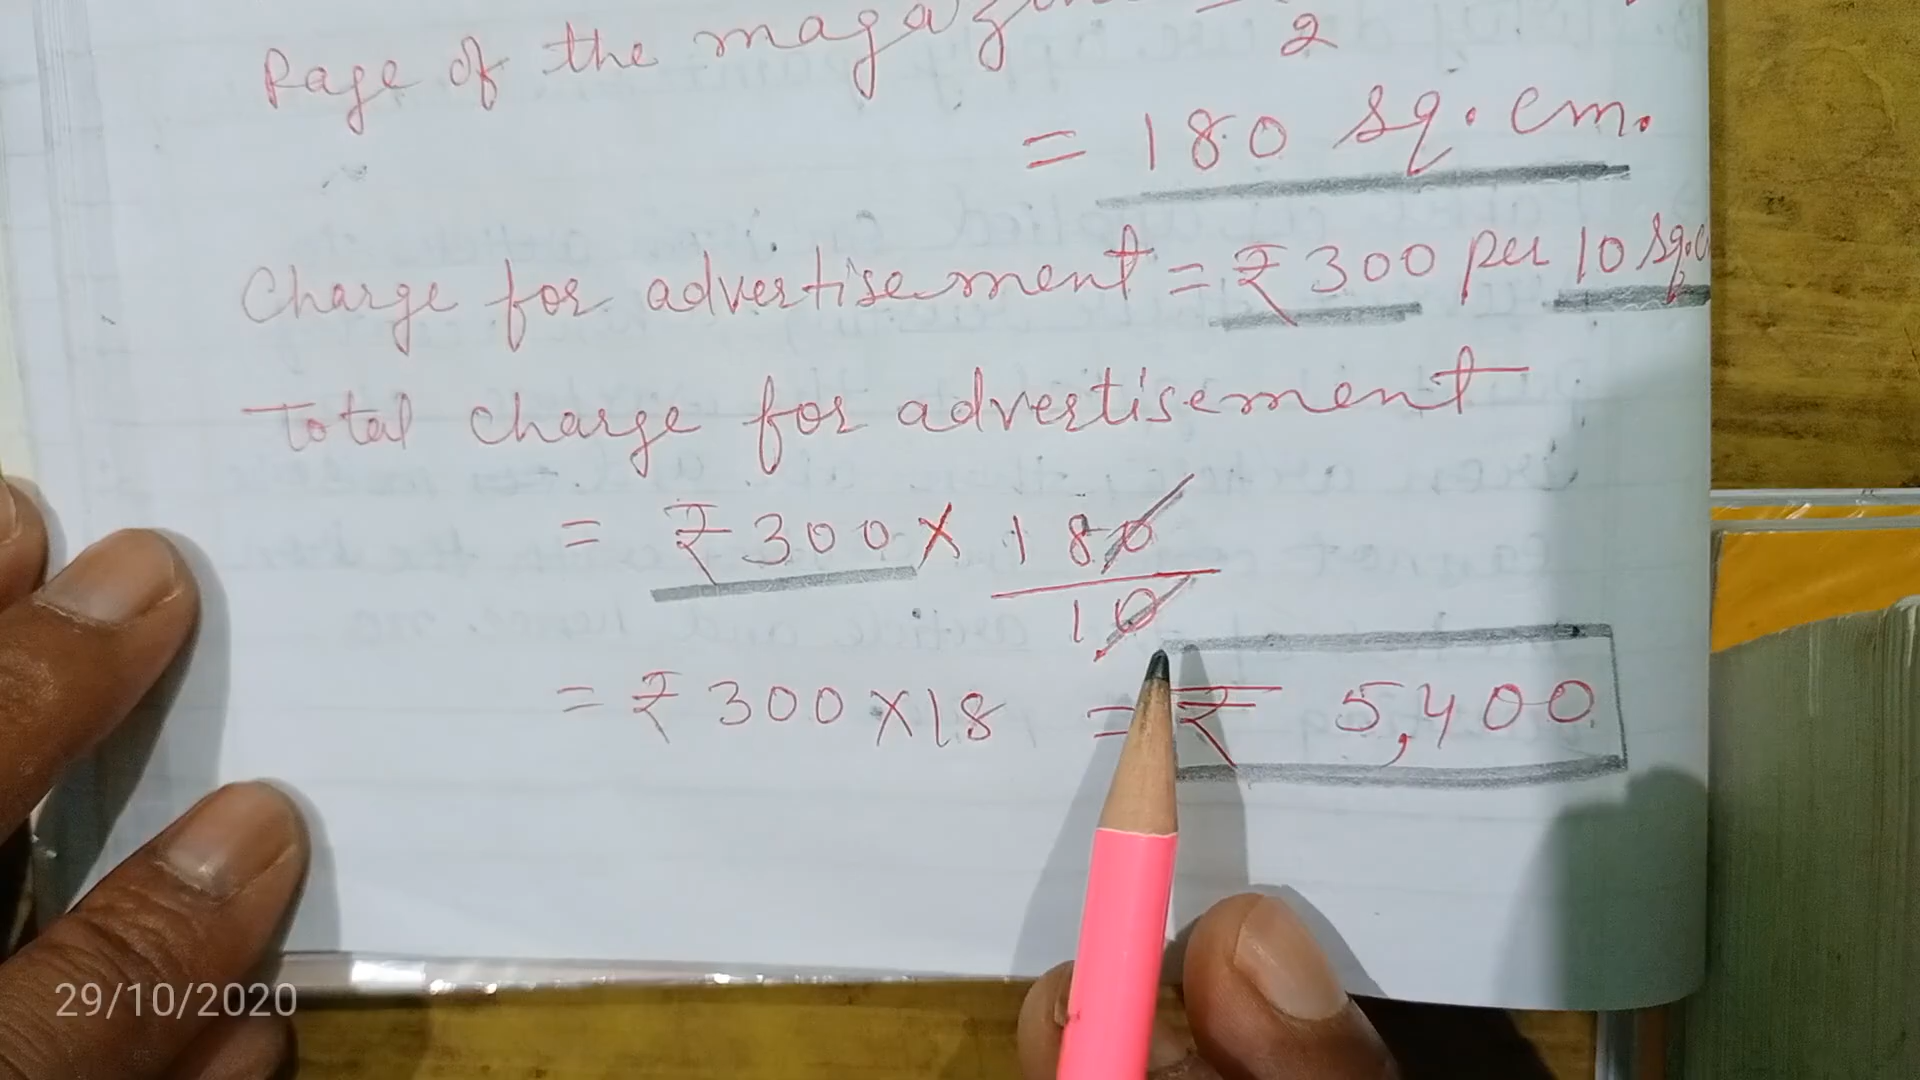 Page of the magazine
2
= 180 sq. cm.
Charge for advertisement = ₹300 per 10 sq.c
Total charge for advertisement
= ₹300 X 180
10
= ₹300 X 18 = ₹ 5,400
29/10/2020